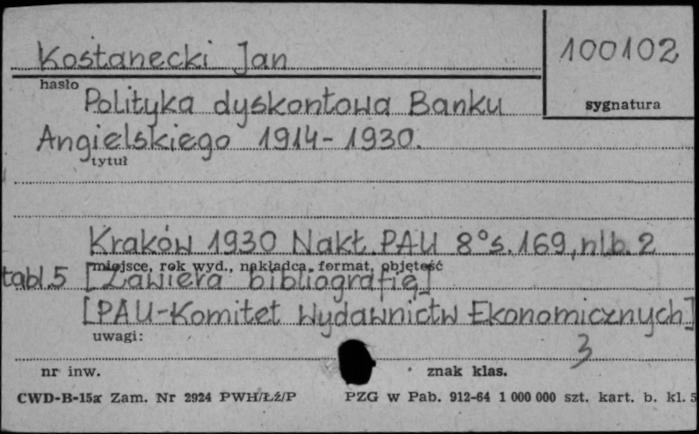 Kostanecki Jan
100102
hasło
sygnatura
Polityka dyskontowa Banku
Angielskiego 1914-1930.
tytuł
Kraków 1930 Nakł. PAU 8° s. 169, nlb. 2
miejsce, rok wyd., nakładca, format, objętość
tabl. 5 [Zawiera bibliografię]
[PAU-Komitet Wydawnictw Ekonomicznych]
uwagi:
3
nr inw.
znak klas.
CWD-B-15a Zam. Nr 2924 PWH/Łź/P PZG w Pab. 912-64 1 000 000 szt. kart. b. kl. 5